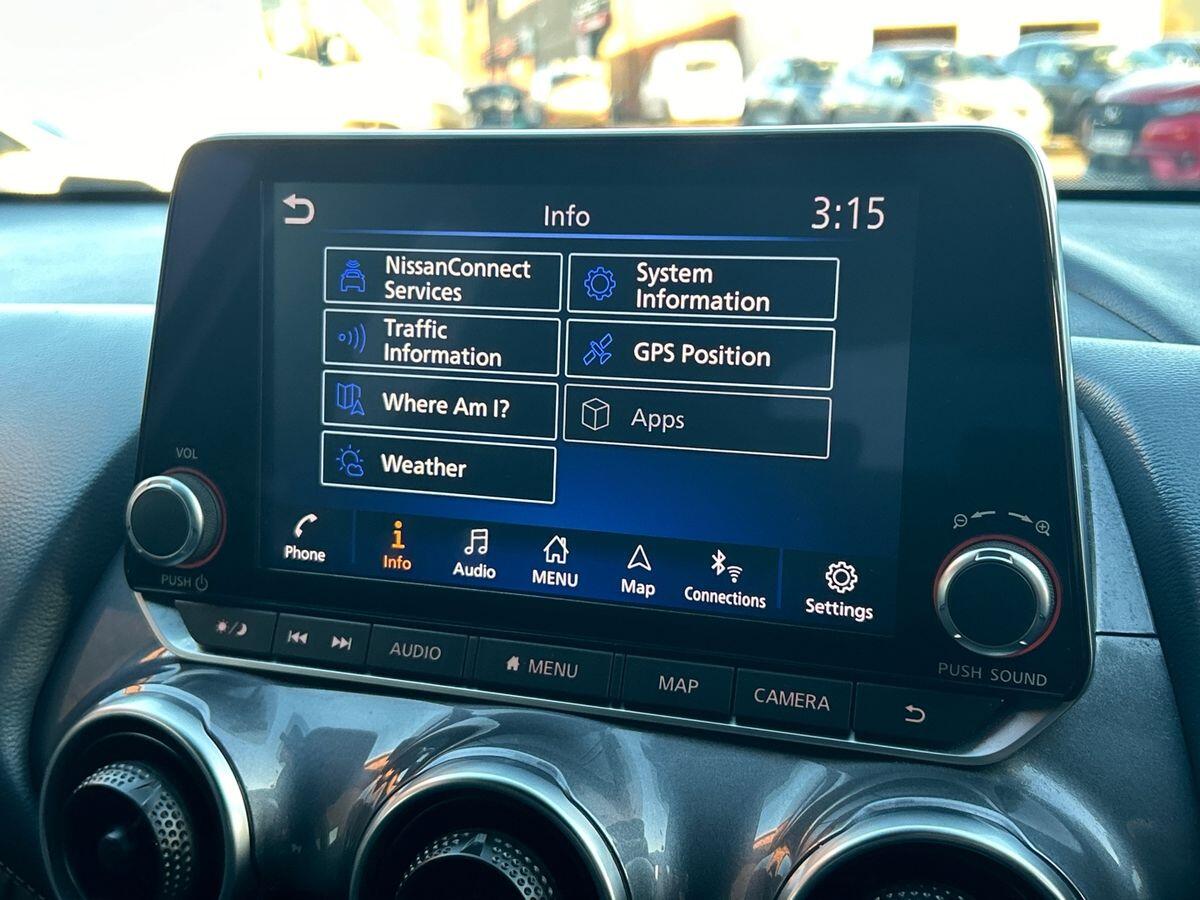 Info
3:15
NissanConnect
Services
System
Information
Traffic
Information
GPS Position
Where Am I?
Apps
Weather
VOL
PUSH
Phone
Info
Audio
MENU
Map
Connections
Settings
PUSH SOUND
AUDIO
MENU
MAP
CAMERA